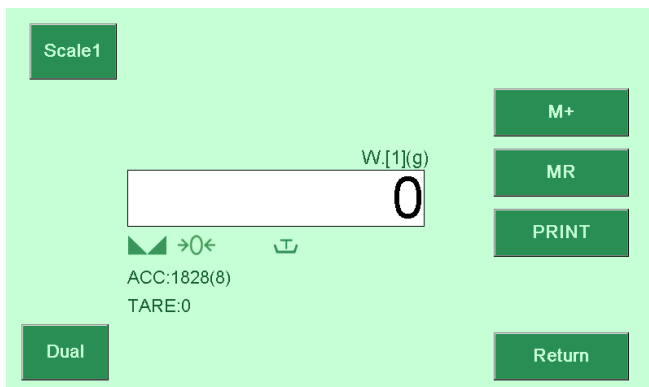 Scale1
M+
W.[1](g)
MR
0
PRINT
→0← T
ACC:1828(8)
TARE:0
Dual
Return